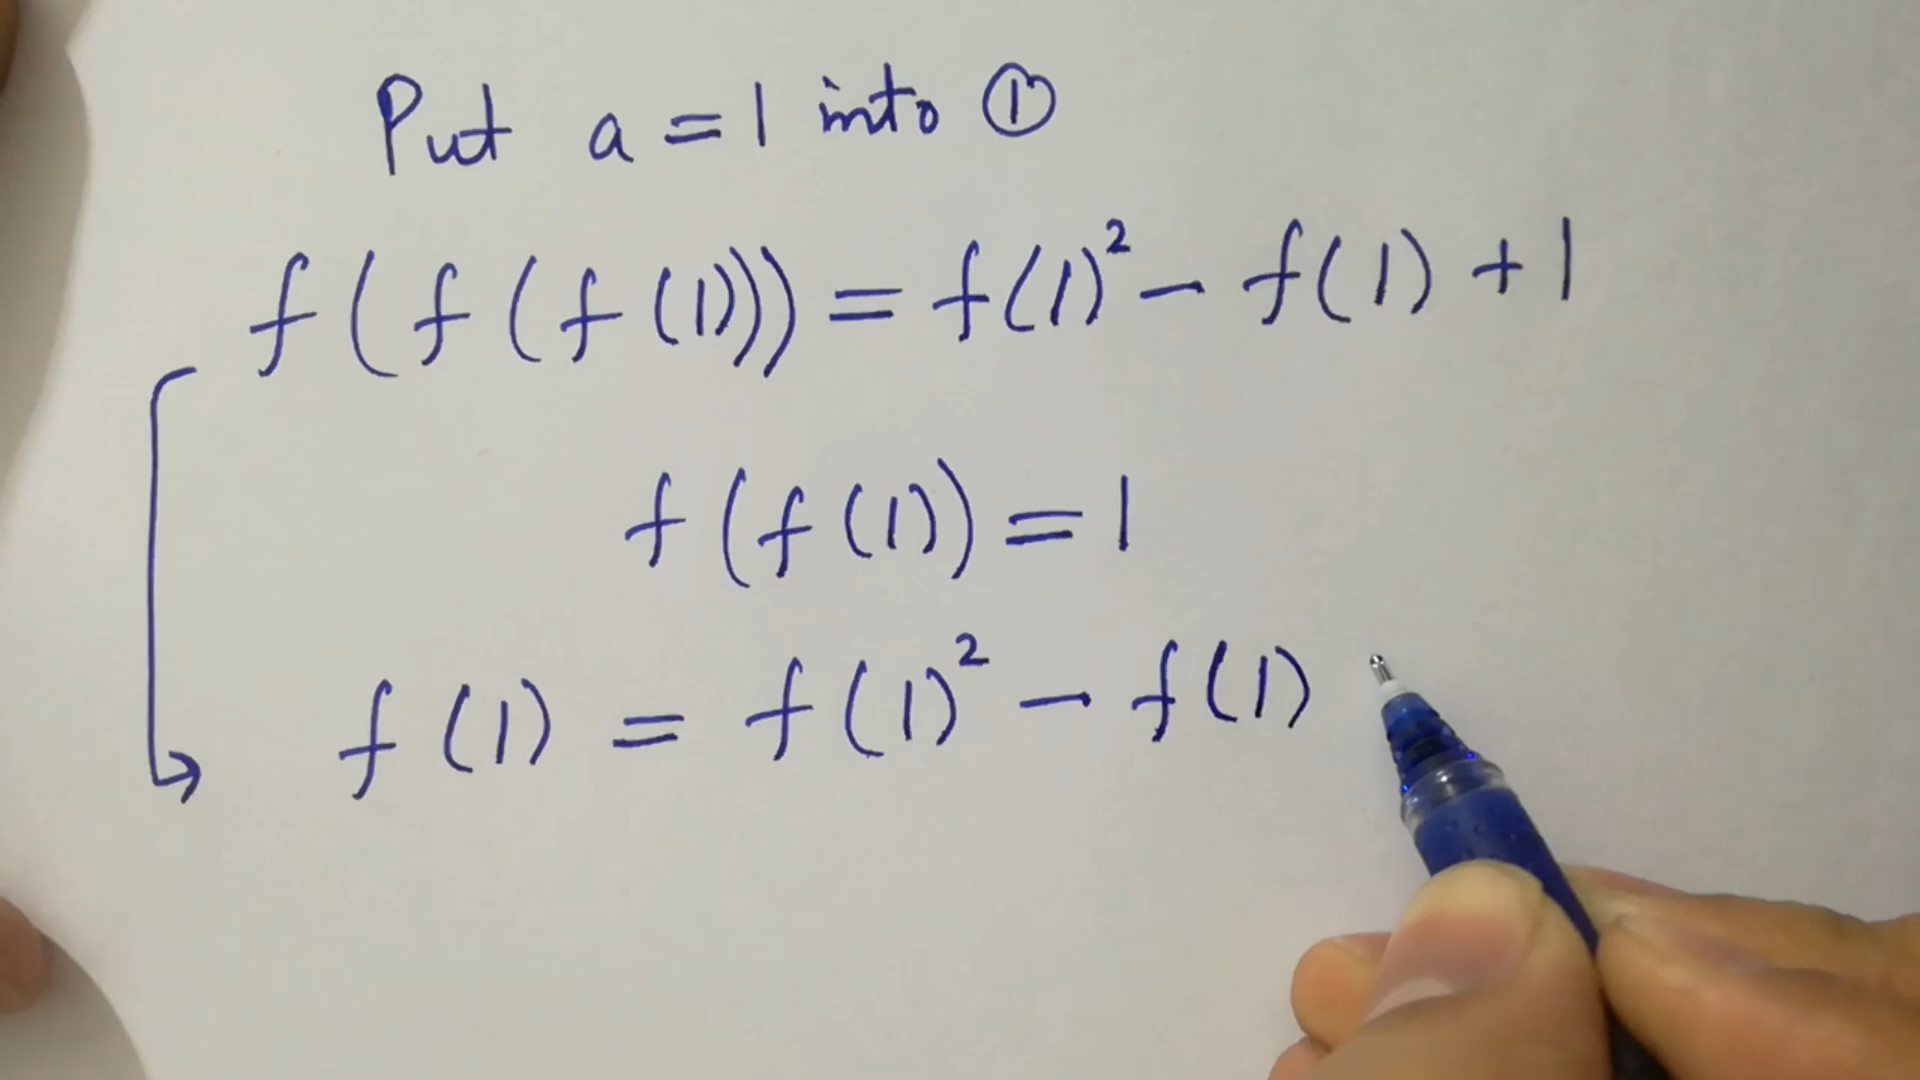 Put a = 1 into ①
f(f(f(1))) = f(1)² - f(1) + 1
f(f(1)) = 1
f(1) = f(1)² - f(1)